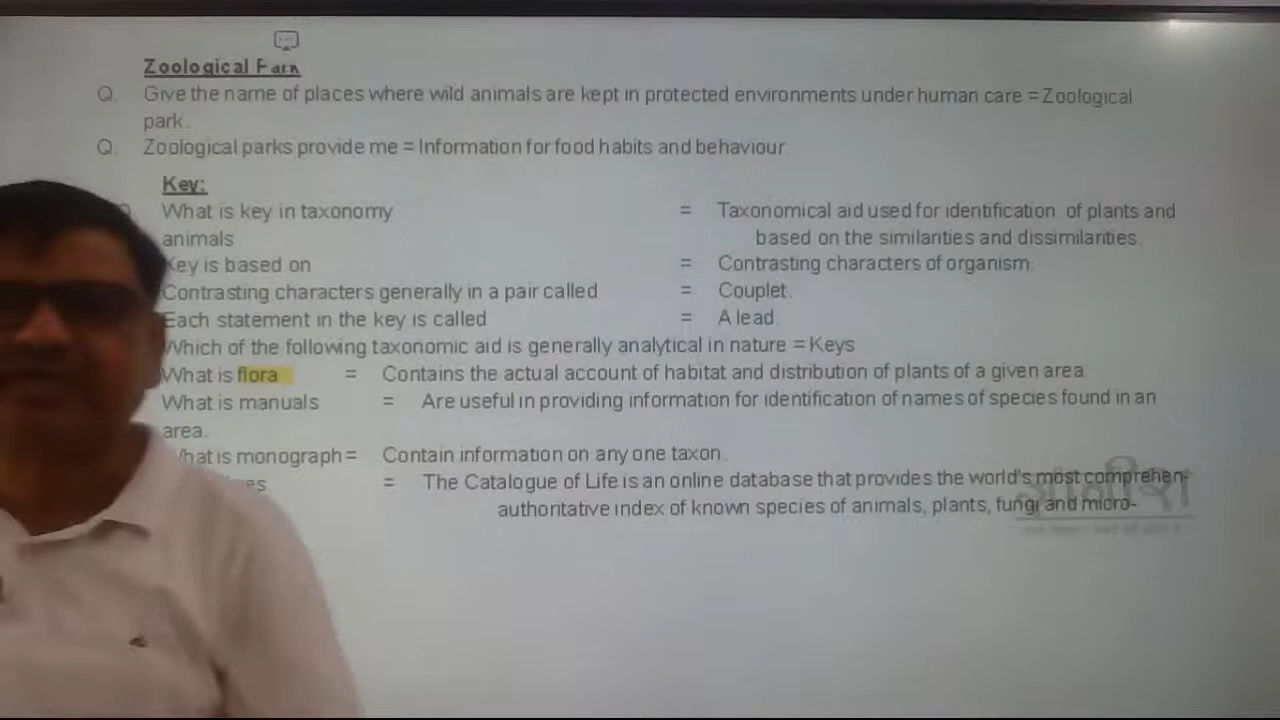 Zoological Parn
Q. Give the name of places where wild animals are kept in protected environments under human care = Zoological
park.
Q. Zoological parks provide me = Information for food habits and behaviour.
Key:
What is key in taxonomy = Taxonomical aid used for identification of plants and
animals based on the similarities and dissimilarities.
Key is based on = Contrasting characters of organism.
Contrasting characters generally in a pair called = Couplet.
Each statement in the key is called = A lead.
Which of the following taxonomic aid is generally analytical in nature = Keys
What is flora = Contains the actual account of habitat and distribution of plants of a given area.
What is manuals = Are useful in providing information for identification of names of species found in an
area.
What is monograph = Contain information on any one taxon.
= The Catalogue of Life is an online database that provides the world's most comprehen-
authoritative index of known species of animals, plants, fungi and micro-